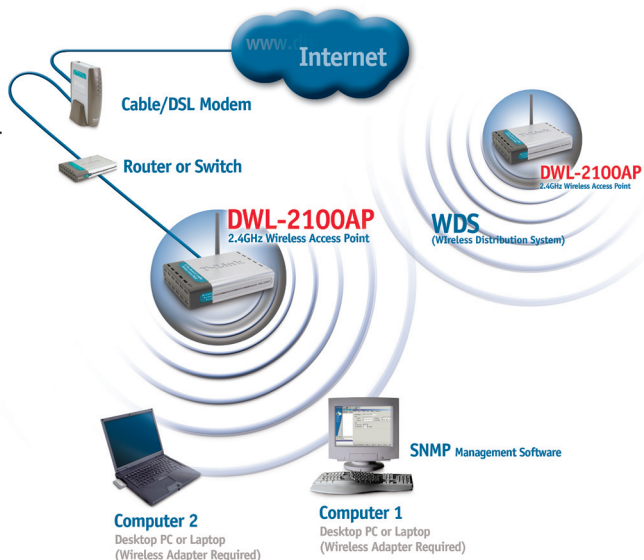 www.d
Internet
Cable/DSL Modem
Router or Switch
DWL-2100AP
2.4GHz Wireless Access Point
DWL-2100AP
2.4GHz Wireless Access Point
WDS
(WIreless Distribution System)
D-Link
SNMP Management Software
Computer 2
Desktop PC or Laptop
(Wireless Adapter Required)
Computer 1
Desktop PC or Laptop
(Wireless Adapter Required)